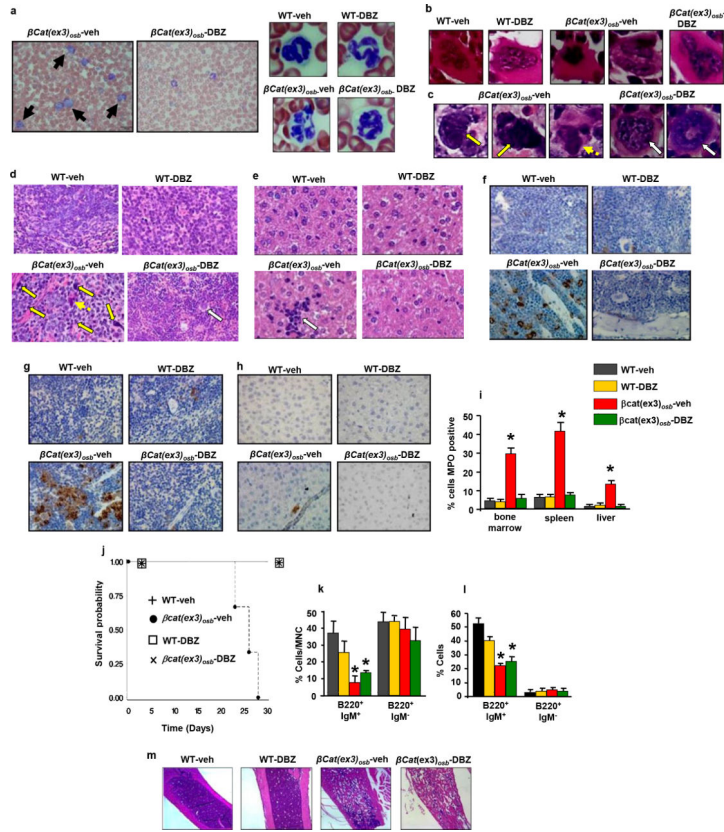 a
βCat(ex3)osb-veh
βCat(ex3)osb-DBZ
WT-veh
WT-DBZ
βCat(ex3)osb-veh
βCat(ex3)osb-DBZ
b
WT-veh
WT-DBZ
βCat(ex3)osb-veh
βCat(ex3)osb-
DBZ
c
βCat(ex3)osb-veh
βCat(ex3)osb-DBZ
d
WT-veh
WT-DBZ
βCat(ex3)osb-veh
βCat(ex3)osb-DBZ
e
WT-veh
WT-DBZ
βCat(ex3)osb-veh
βCat(ex3)osb-DBZ
f
WT-veh
WT-DBZ
βCat(ex3)osb-veh
βCat(ex3)osb-DBZ
g
WT-veh
WT-DBZ
βCat(ex3)osb-veh
βCat(ex3)osb-DBZ
h
WT-veh
WT-DBZ
βCat(ex3)osb-veh
βCat(ex3)osb-DBZ
WT-veh
WT-DBZ
βcat(ex3)osb-veh
βcat(ex3)osb-DBZ
i
% cells MPO positive
50
40
30
20
10
0
*
*
*
bone
marrow
spleen
liver
j
Survival probability
1.00
0.75
0.50
0.25
0.00
WT-veh
βcat(ex3)osb-veh
WT-DBZ
βcat(ex3)osb-DBZ
0
5
10
15
20
25
30
Time (Days)
k
% Cells/MNC
50
40
30
20
10
0
* *
B220+
IgM+
B220+
IgM-
l
% Cells
60
50
40
30
20
10
0
* *
B220+
IgM+
B220+
IgM-
m
WT-veh
WT-DBZ
βCat(ex3)osb-veh
βCat(ex3)osb-DBZ